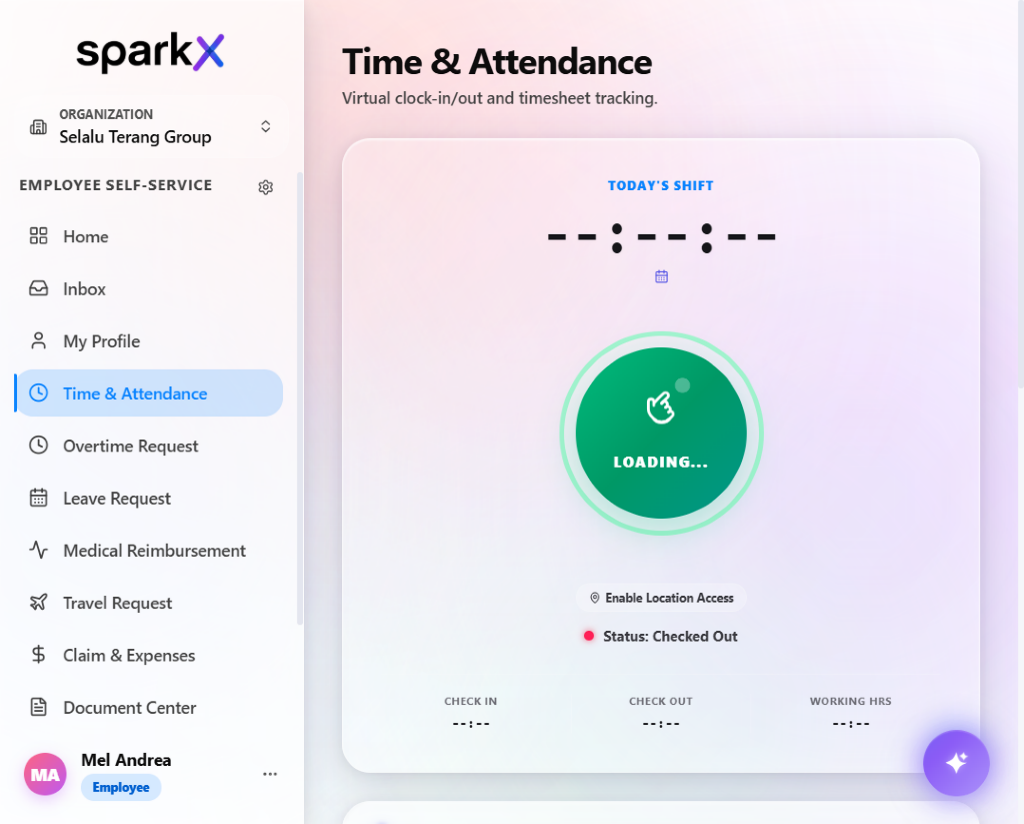 sparkX
ORGANIZATION
Selalu Terang Group
EMPLOYEE SELF-SERVICE
Home
Inbox
My Profile
Time & Attendance
Overtime Request
Leave Request
Medical Reimbursement
Travel Request
Claim & Expenses
Document Center
MA
Mel Andrea
Employee
Time & Attendance
Virtual clock-in/out and timesheet tracking.
TODAY'S SHIFT
--:--:--
LOADING...
Enable Location Access
Status: Checked Out
CHECK IN
--:--
CHECK OUT
--:--
WORKING HRS
--:--